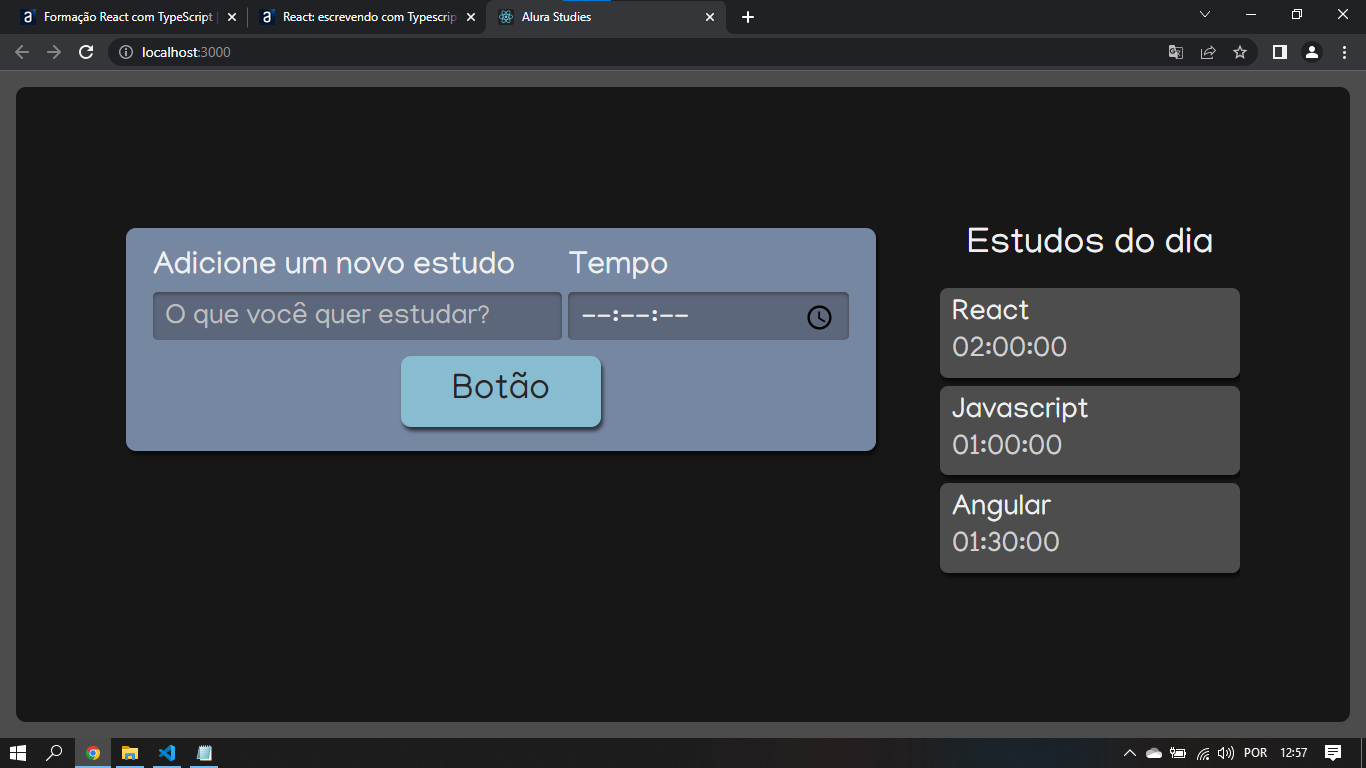 Formação React com TypeScript
React: escrevendo com Typescrip
Alura Studies
localhost:3000
Adicione um novo estudo
Tempo
O que você quer estudar?
--:--:--
Botão
Estudos do dia
React
02:00:00
Javascript
01:00:00
Angular
01:30:00
POR
12:57